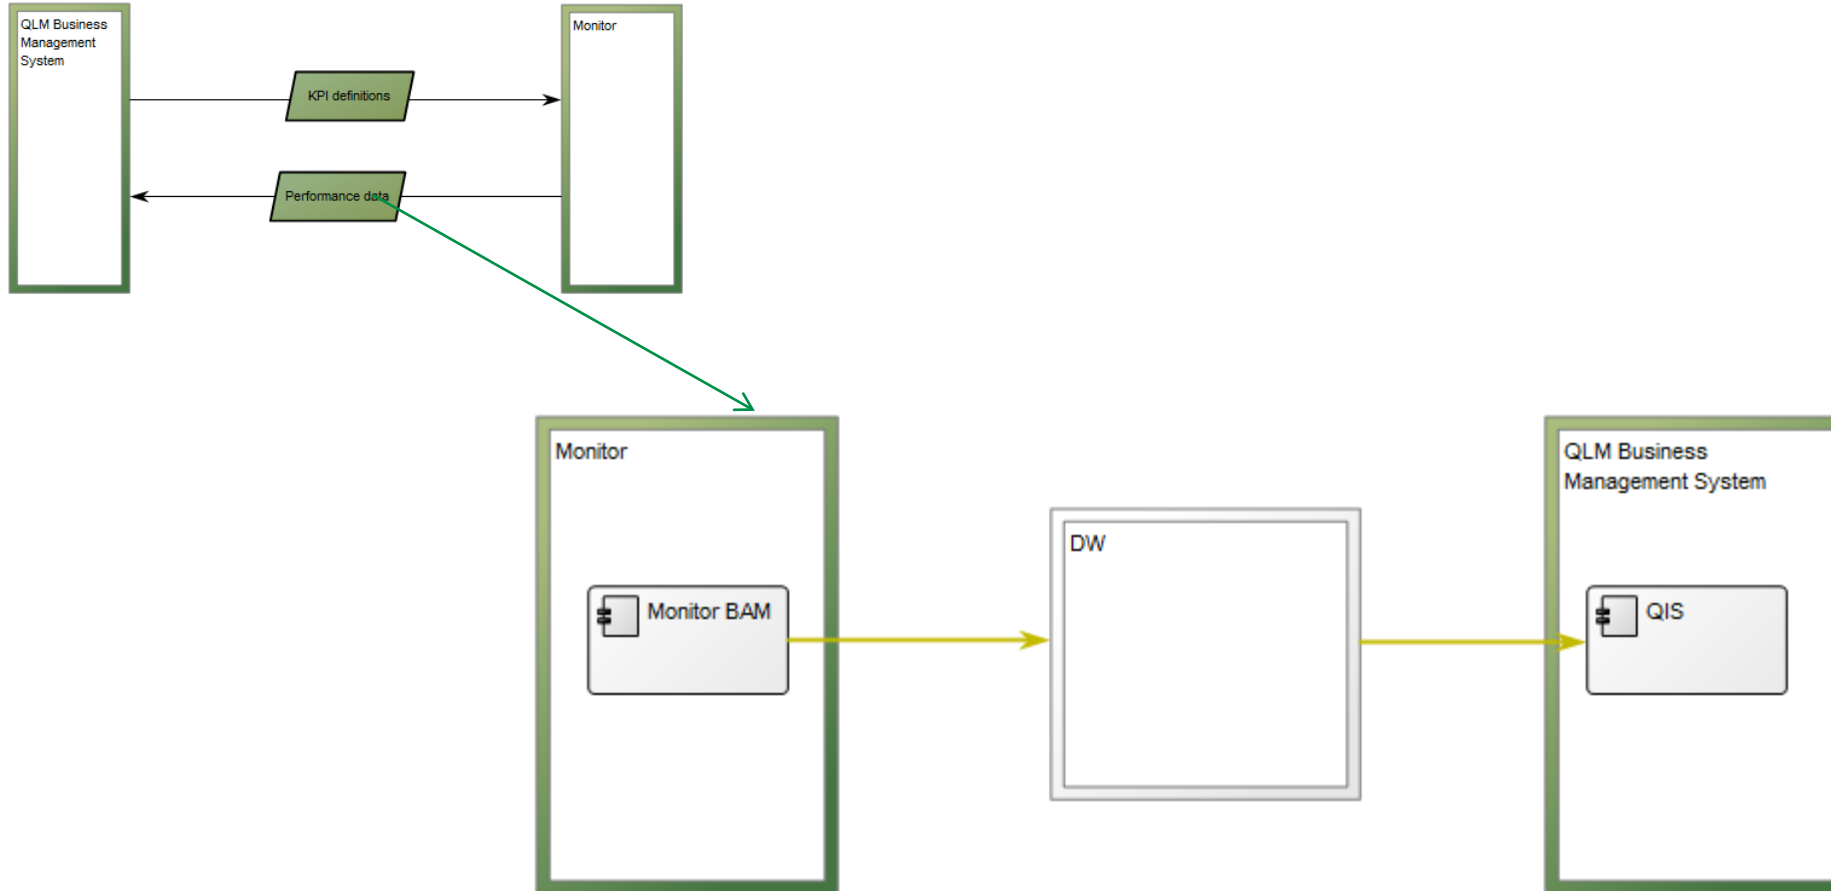 QLM Business
Management
System
Monitor
KPI definitions
Performance data
Monitor
QLM Business
Management System
DW
Monitor BAM
QIS